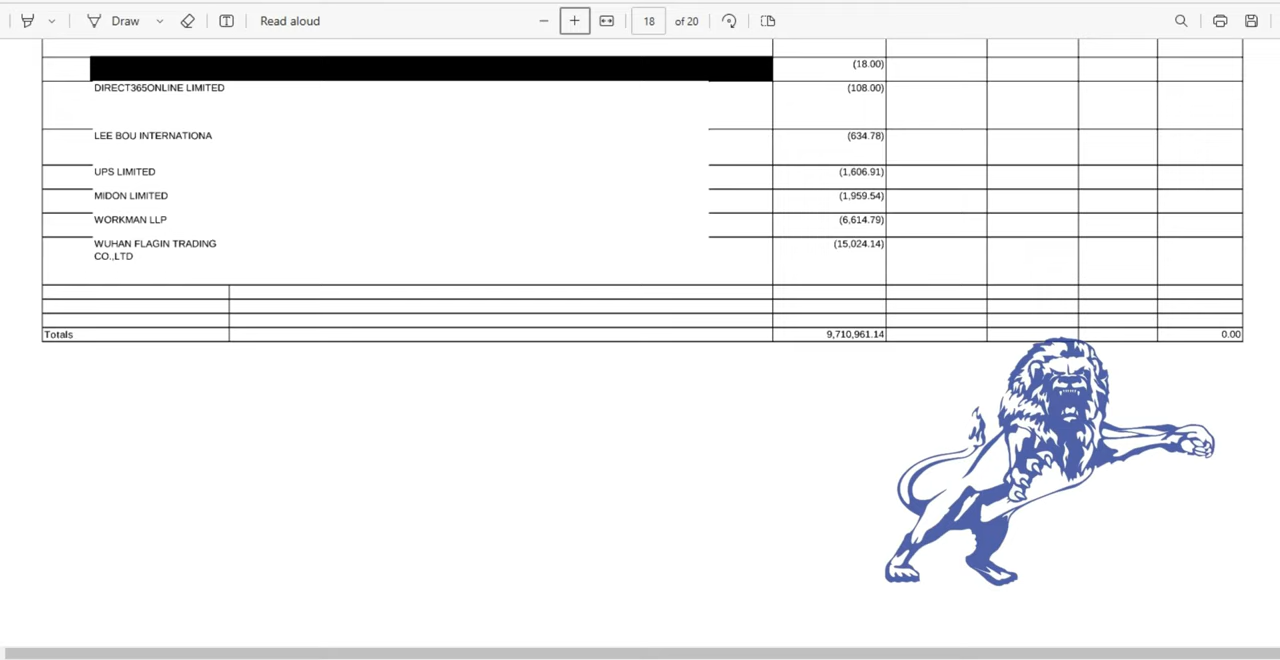 Draw
Read aloud
18 of 20
(18.00)
DIRECT365ONLINE LIMITED (108.00)
LEE BOU INTERNATIONA (634.78)
UPS LIMITED (1,606.91)
MIDON LIMITED (1,959.54)
WORKMAN LLP (6,614.79)
WUHAN FLAGIN TRADING (15,024.14)
CO.,LTD
Totals 9,710,961.14 0.00